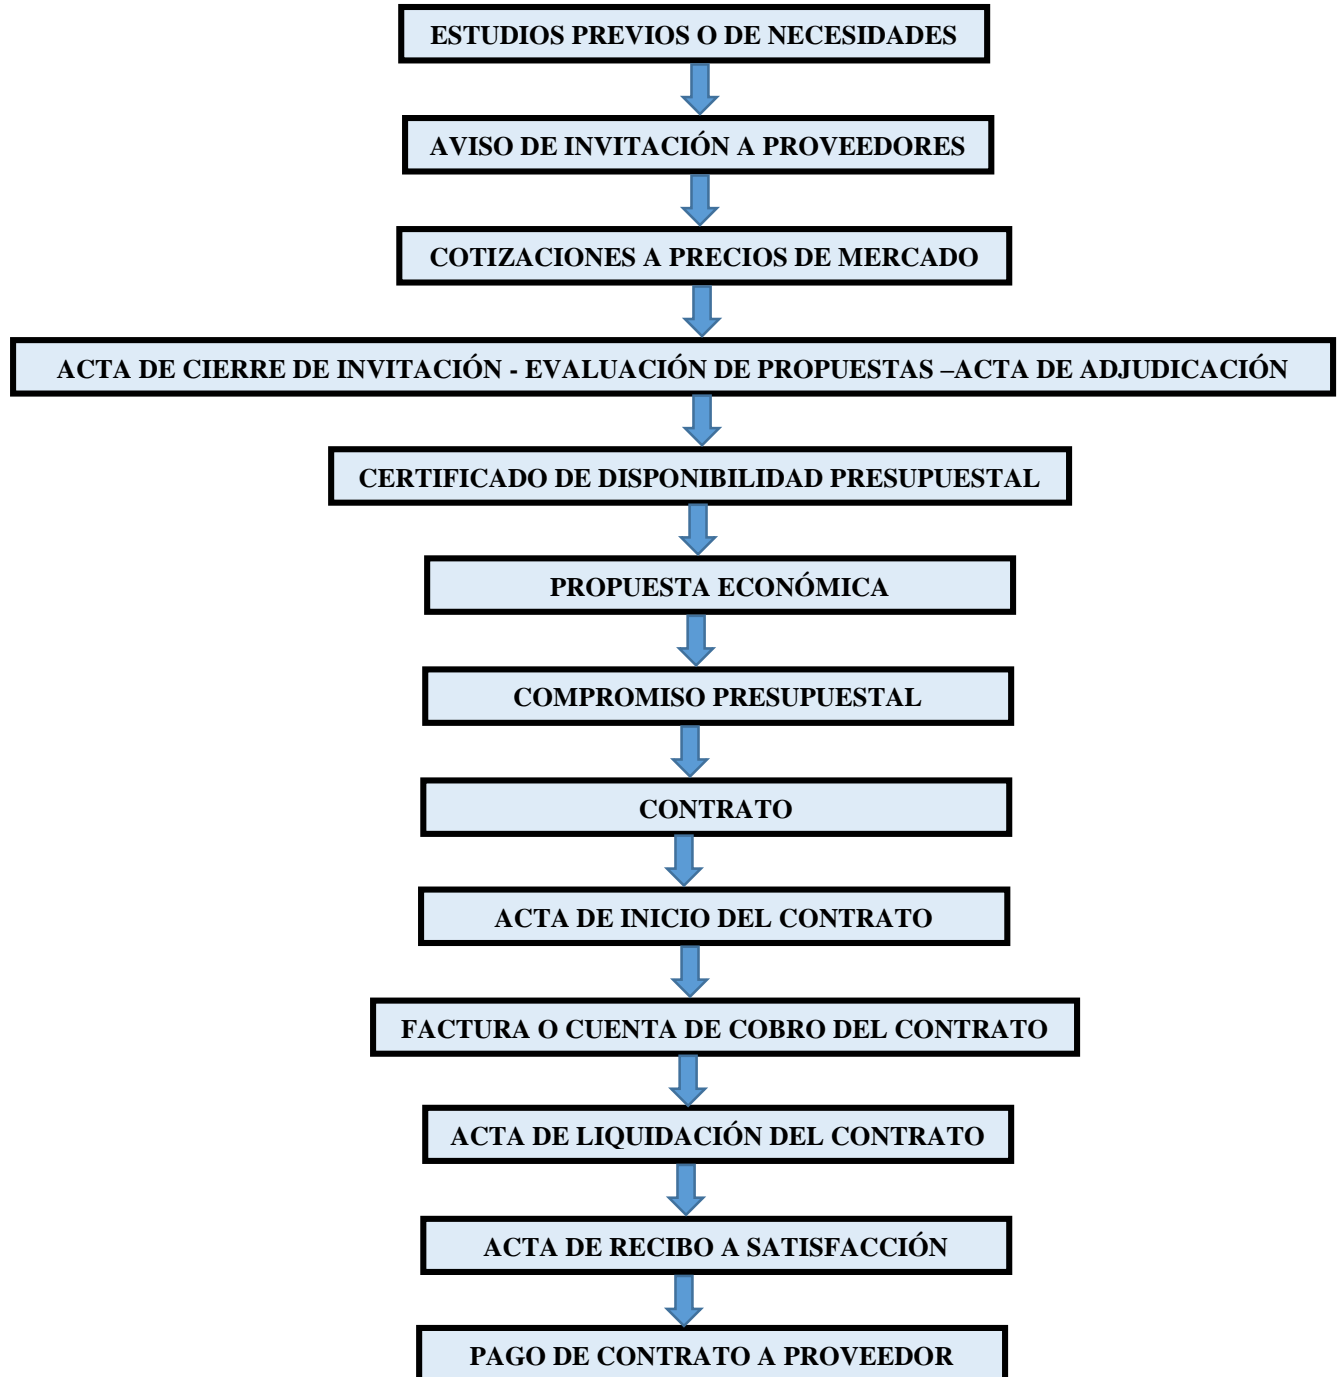 ESTUDIOS PREVIOS O DE NECESIDADES
AVISO DE INVITACIÓN A PROVEEDORES
COTIZACIONES A PRECIOS DE MERCADO
ACTA DE CIERRE DE INVITACIÓN - EVALUACIÓN DE PROPUESTAS –ACTA DE ADJUDICACIÓN
CERTIFICADO DE DISPONIBILIDAD PRESUPUESTAL
PROPUESTA ECONÓMICA
COMPROMISO PRESUPUESTAL
CONTRATO
ACTA DE INICIO DEL CONTRATO
FACTURA O CUENTA DE COBRO DEL CONTRATO
ACTA DE LIQUIDACIÓN DEL CONTRATO
ACTA DE RECIBO A SATISFACCIÓN
PAGO DE CONTRATO A PROVEEDOR